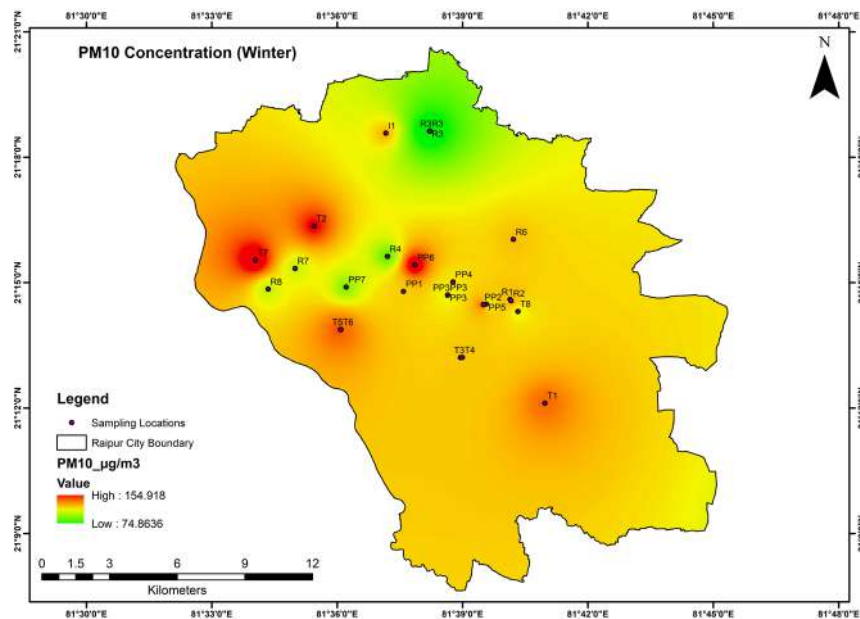 81°30'0"E 81°33'0"E 81°36'0"E 81°39'0"E 81°42'0"E 81°45'0"E 81°48'0"E
21°21'0"N
PM10 Concentration (Winter)
N
I1
R3R3
R3
21°18'0"N
T2
R6
R4
T7
R7
PP6
PP4
21°15'0"N
R8
PP7
PP1
PP3PP3
PP3
PP2
PP5
R1
R2
T8
T5T6
T3T4
T1
21°12'0"N
Legend
Sampling Locations
Raipur City Boundary
PM10_µg/m3
Value
High : 154.918
Low : 74.8636
21°9'0"N
0 1.5 3 6 9 12
Kilometers
81°30'0"E 81°33'0"E 81°36'0"E 81°39'0"E 81°42'0"E 81°45'0"E 81°48'0"E